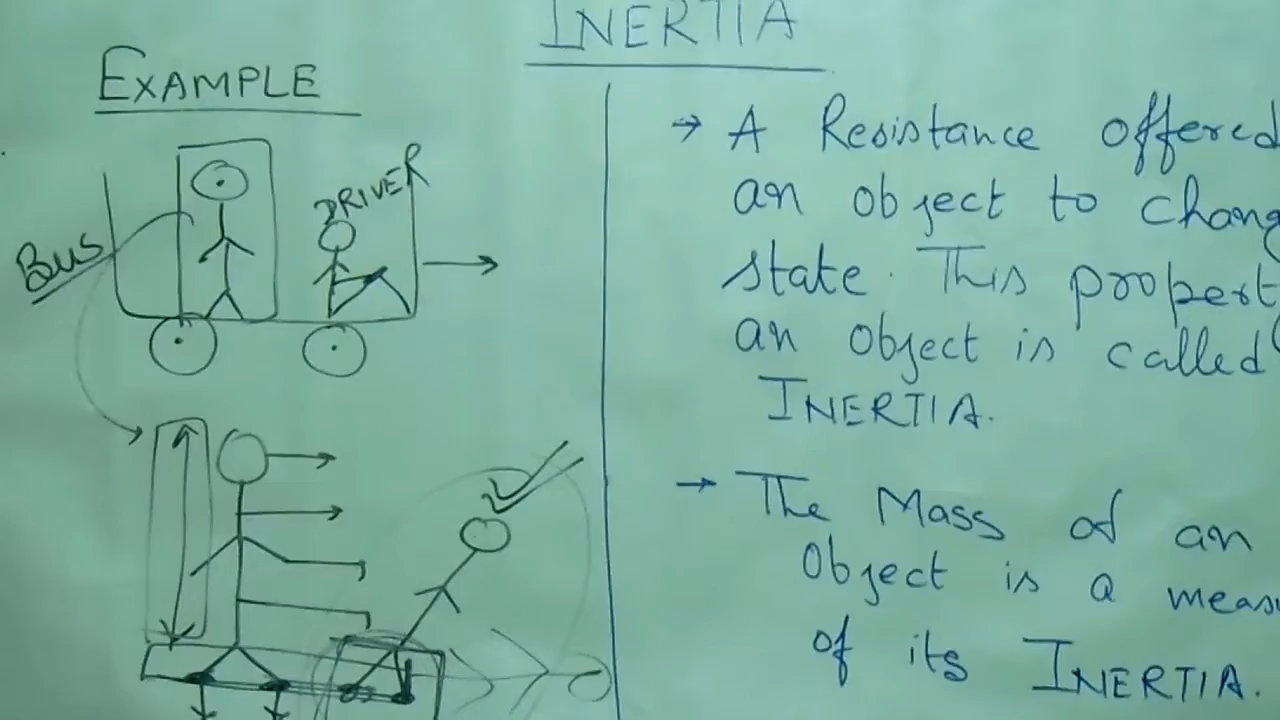 INERTIA
EXAMPLE
DRIVER
BUS
→ A Resistance offered
an object to chang
state. This propert
an object is called
INERTIA.
→ The Mass of an
Object is a meas
of its INERTIA.